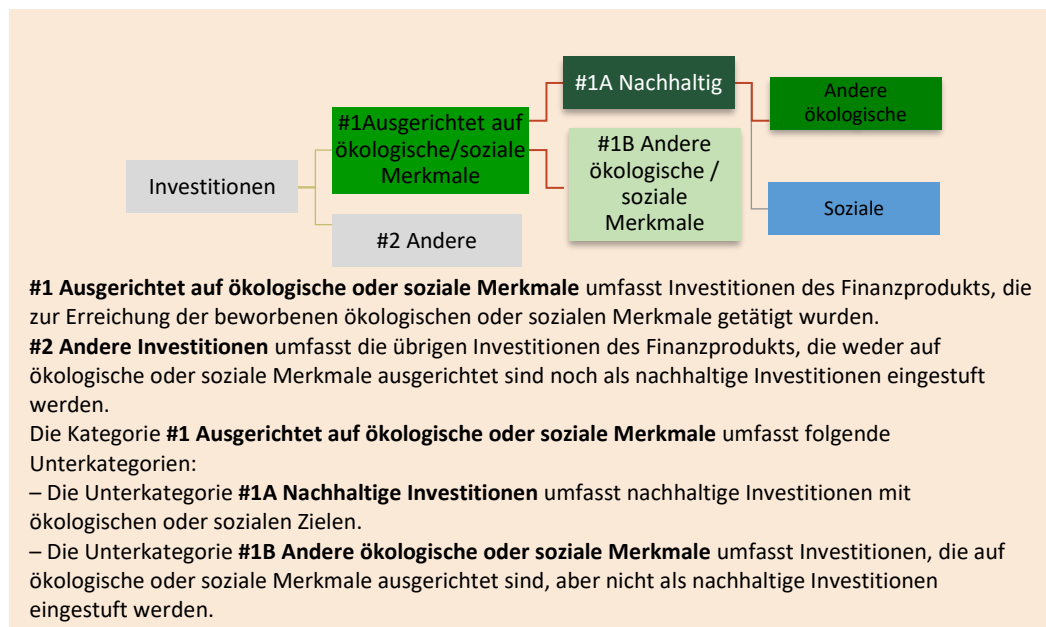 #1A Nachhaltig
Andere
ökologische
#1Ausgerichtet auf
ökologische/soziale
Merkmale
#1B Andere
ökologische /
soziale
Merkmale
Investitionen
Soziale
#2 Andere
#1 Ausgerichtet auf ökologische oder soziale Merkmale umfasst Investitionen des Finanzprodukts, die
zur Erreichung der beworbenen ökologischen oder sozialen Merkmale getätigt wurden.
#2 Andere Investitionen umfasst die übrigen Investitionen des Finanzprodukts, die weder auf
ökologische oder soziale Merkmale ausgerichtet sind noch als nachhaltige Investitionen eingestuft
werden.
Die Kategorie #1 Ausgerichtet auf ökologische oder soziale Merkmale umfasst folgende
Unterkategorien:
– Die Unterkategorie #1A Nachhaltige Investitionen umfasst nachhaltige Investitionen mit
ökologischen oder sozialen Zielen.
– Die Unterkategorie #1B Andere ökologische oder soziale Merkmale umfasst Investitionen, die auf
ökologische oder soziale Merkmale ausgerichtet sind, aber nicht als nachhaltige Investitionen
eingestuft werden.